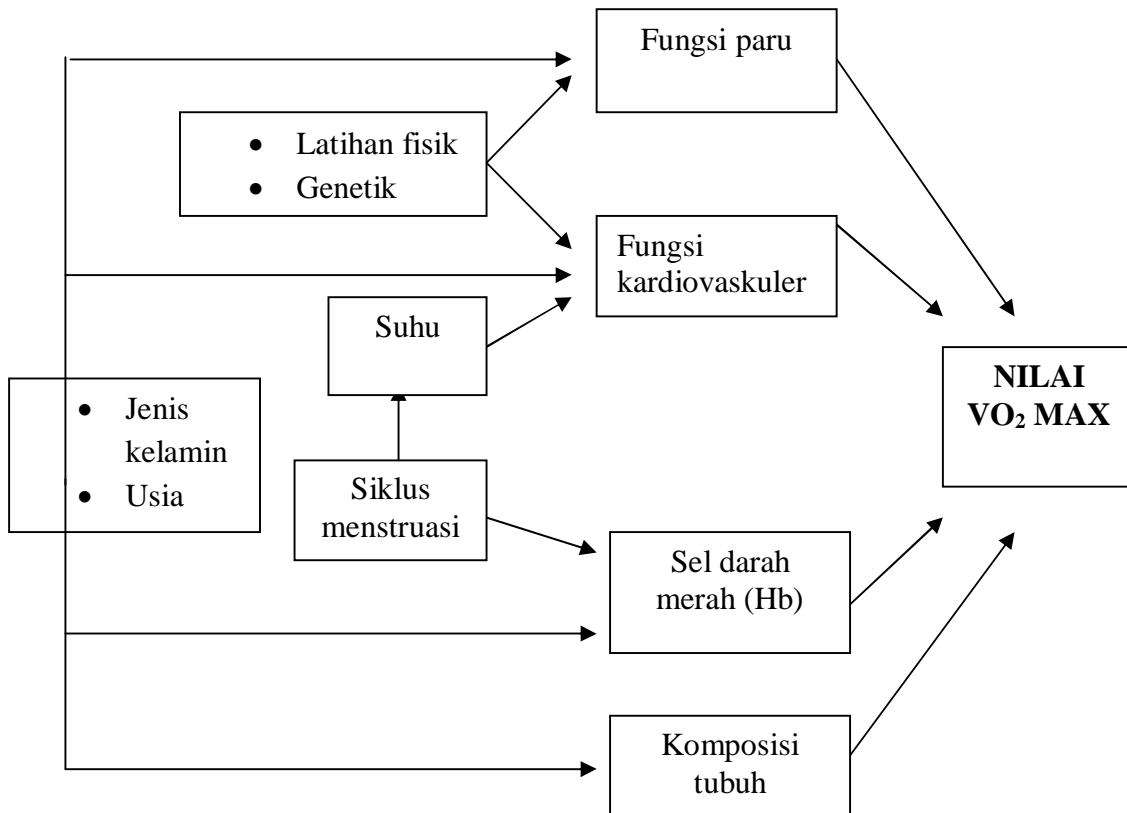 Fungsi paru
• Latihan fisik
• Genetik
Fungsi
kardiovaskuler
Suhu
NILAI
VO₂ MAX
• Jenis
kelamin
• Usia
Siklus
menstruasi
Sel darah
merah (Hb)
Komposisi
tubuh